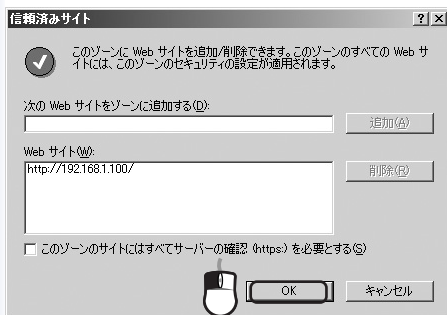 信頼済みサイト
このゾーンに Web サイトを追加/削除できます。このゾーンのすべての Web サ
イトには、このゾーンのセキュリティの設定が適用されます。
次の Web サイトをゾーンに追加する(D):
追加(A)
Web サイト(W):
http://192.168.1.100/
削除(R)
このゾーンのサイトにはすべてサーバーの確認 (https:) を必要とする(S)
OK
キャンセル